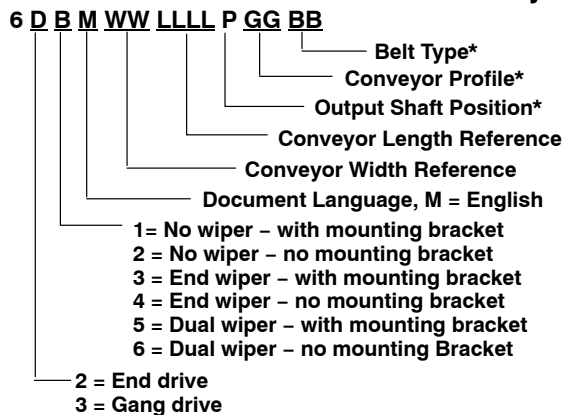 6 D B M WW LLLL P GG BB
Belt Type*
Conveyor Profile*
Output Shaft Position*
Conveyor Length Reference
Conveyor Width Reference
Document Language, M = English
1= No wiper – with mounting bracket
2 = No wiper – no mounting bracket
3 = End wiper – with mounting bracket
4 = End wiper – no mounting bracket
5 = Dual wiper – with mounting bracket
6 = Dual wiper – no mounting Bracket
2 = End drive
3 = Gang drive